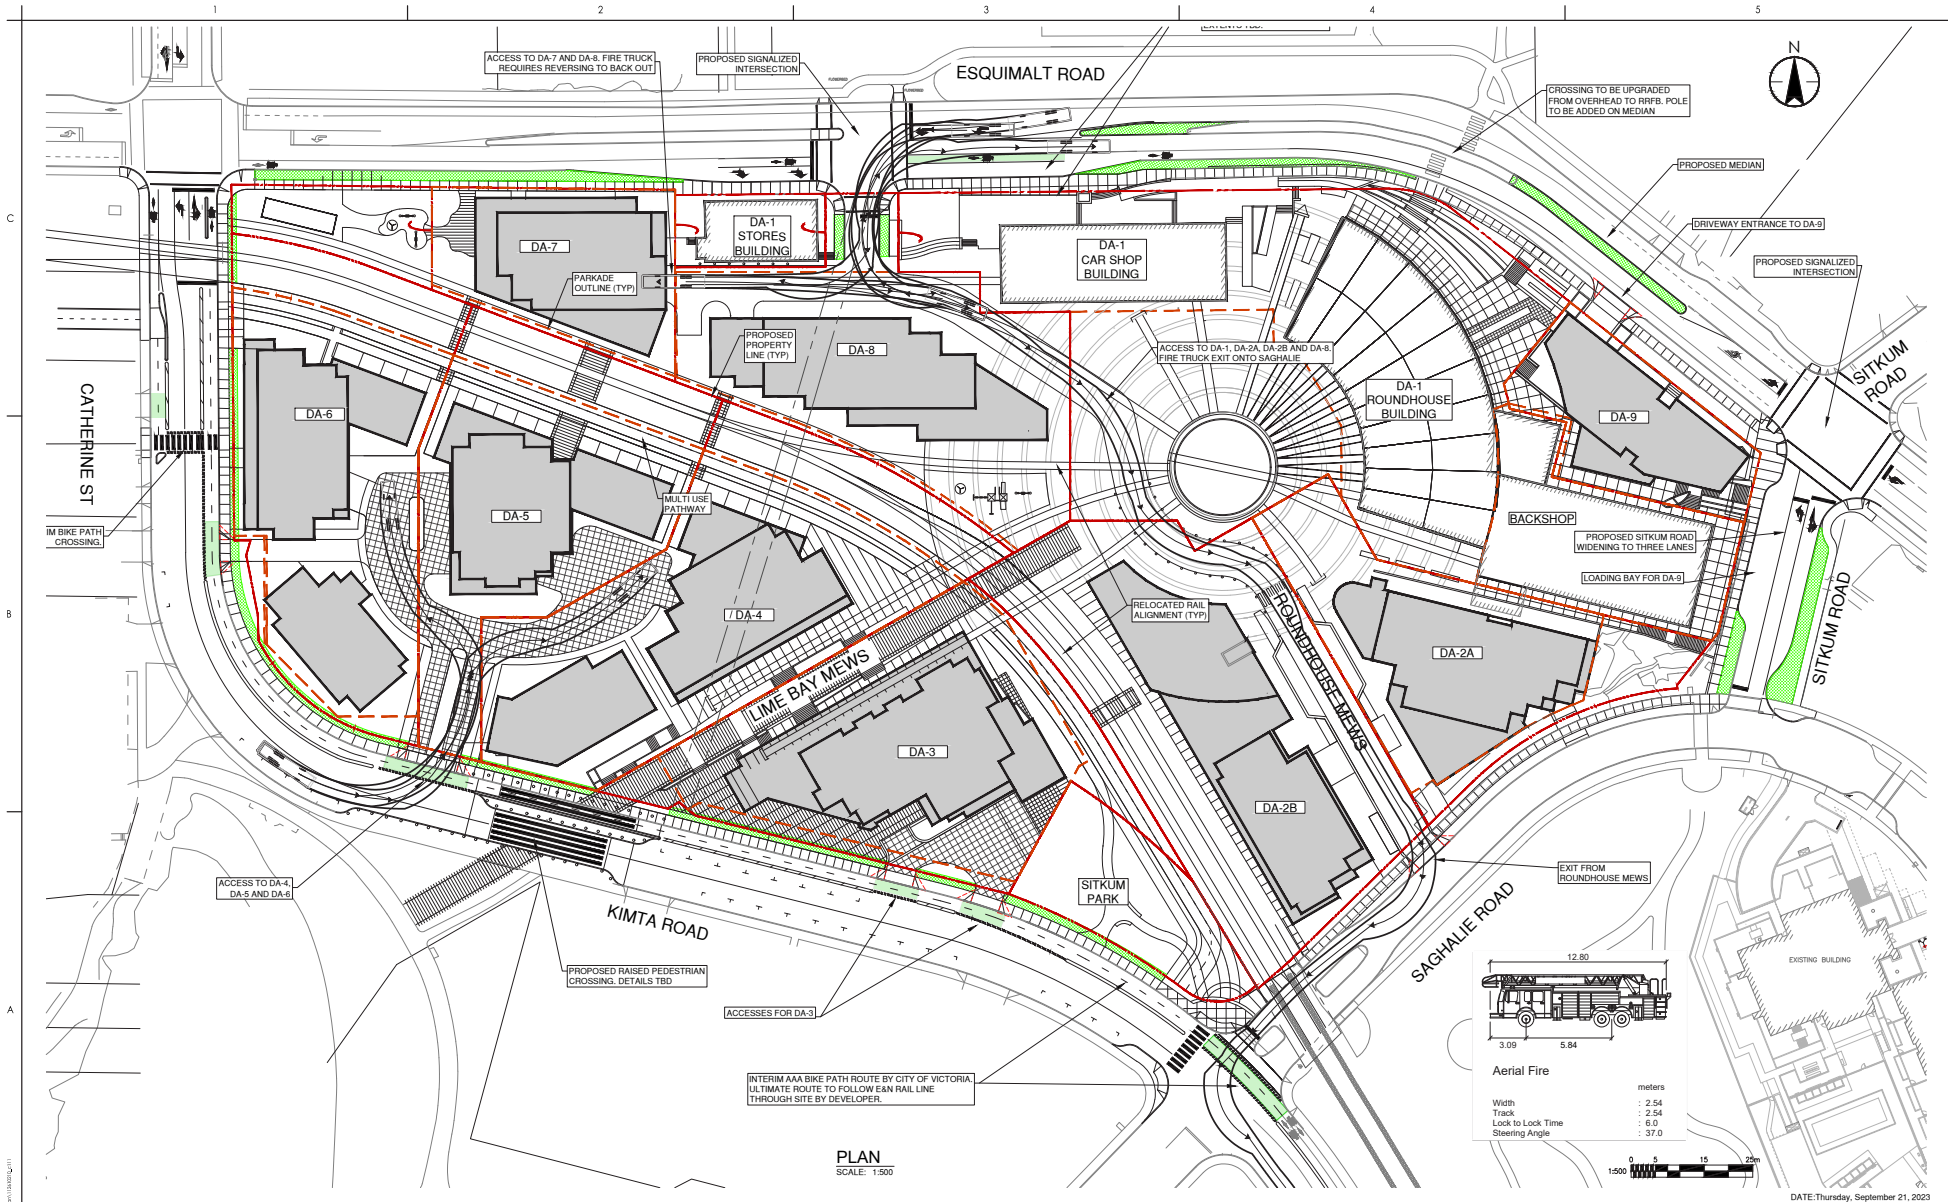 1
2
3
4
5
EXTENTS TBD.
ACCESS TO DA-7 AND DA-8. FIRE TRUCK
REQUIRES REVERSING TO BACK OUT
PROPOSED SIGNALIZED
INTERSECTION
ESQUIMALT ROAD
N
CROSSING TO BE UPGRADED
FROM OVERHEAD TO RRFB. POLE
TO BE ADDED ON MEDIAN
PROPOSED MEDIAN
C
DRIVEWAY ENTRANCE TO DA-9
DA-7
DA-1
STORES
BUILDING
DA-1
CAR SHOP
BUILDING
PROPOSED SIGNALIZED
INTERSECTION
PARKADE
OUTLINE (TYP)
PROPOSED
PROPERTY
LINE (TYP)
DA-8
ACCESS TO DA-1, DA-2A, DA-2B AND DA-8.
FIRE TRUCK EXIT ONTO SAGHALIE
SITKUM
ROAD
DA-1
ROUNDHOUSE
BUILDING
CATHERINE ST
DA-6
DA-9
MULTI USE
PATHWAY
DA-5
BACKSHOP
IM BIKE PATH
CROSSING.
PROPOSED SITKUM ROAD
WIDENING TO THREE LANES
LOADING BAY FOR DA-9
B
DA-4
RELOCATED RAIL
ALIGNMENT (TYP)
ROUNDHOUSE MEWS
SITKUM ROAD
DA-2A
LIME BAY MEWS
DA-3
DA-2B
ACCESS TO DA-4,
DA-5 AND DA-6
EXIT FROM
ROUNDHOUSE MEWS
SITKUM
PARK
KIMTA ROAD
SAGHALIE ROAD
PROPOSED RAISED PEDESTRIAN
CROSSING. DETAILS TBD
12.80
EXISTING BUILDING
A
ACCESSES FOR DA-3
3.09
5.84
INTERIM AAA BIKE PATH ROUTE BY CITY OF VICTORIA.
ULTIMATE ROUTE TO FOLLOW E&N RAIL LINE
THROUGH SITE BY DEVELOPER.
Aerial Fire
meters
Width : 2.54
Track : 2.54
Lock to Lock Time : 6.0
Steering Angle : 37.0
PLAN
SCALE: 1:500
1:500
0 5 15 25m
DATE:Thursday, September 21, 2023